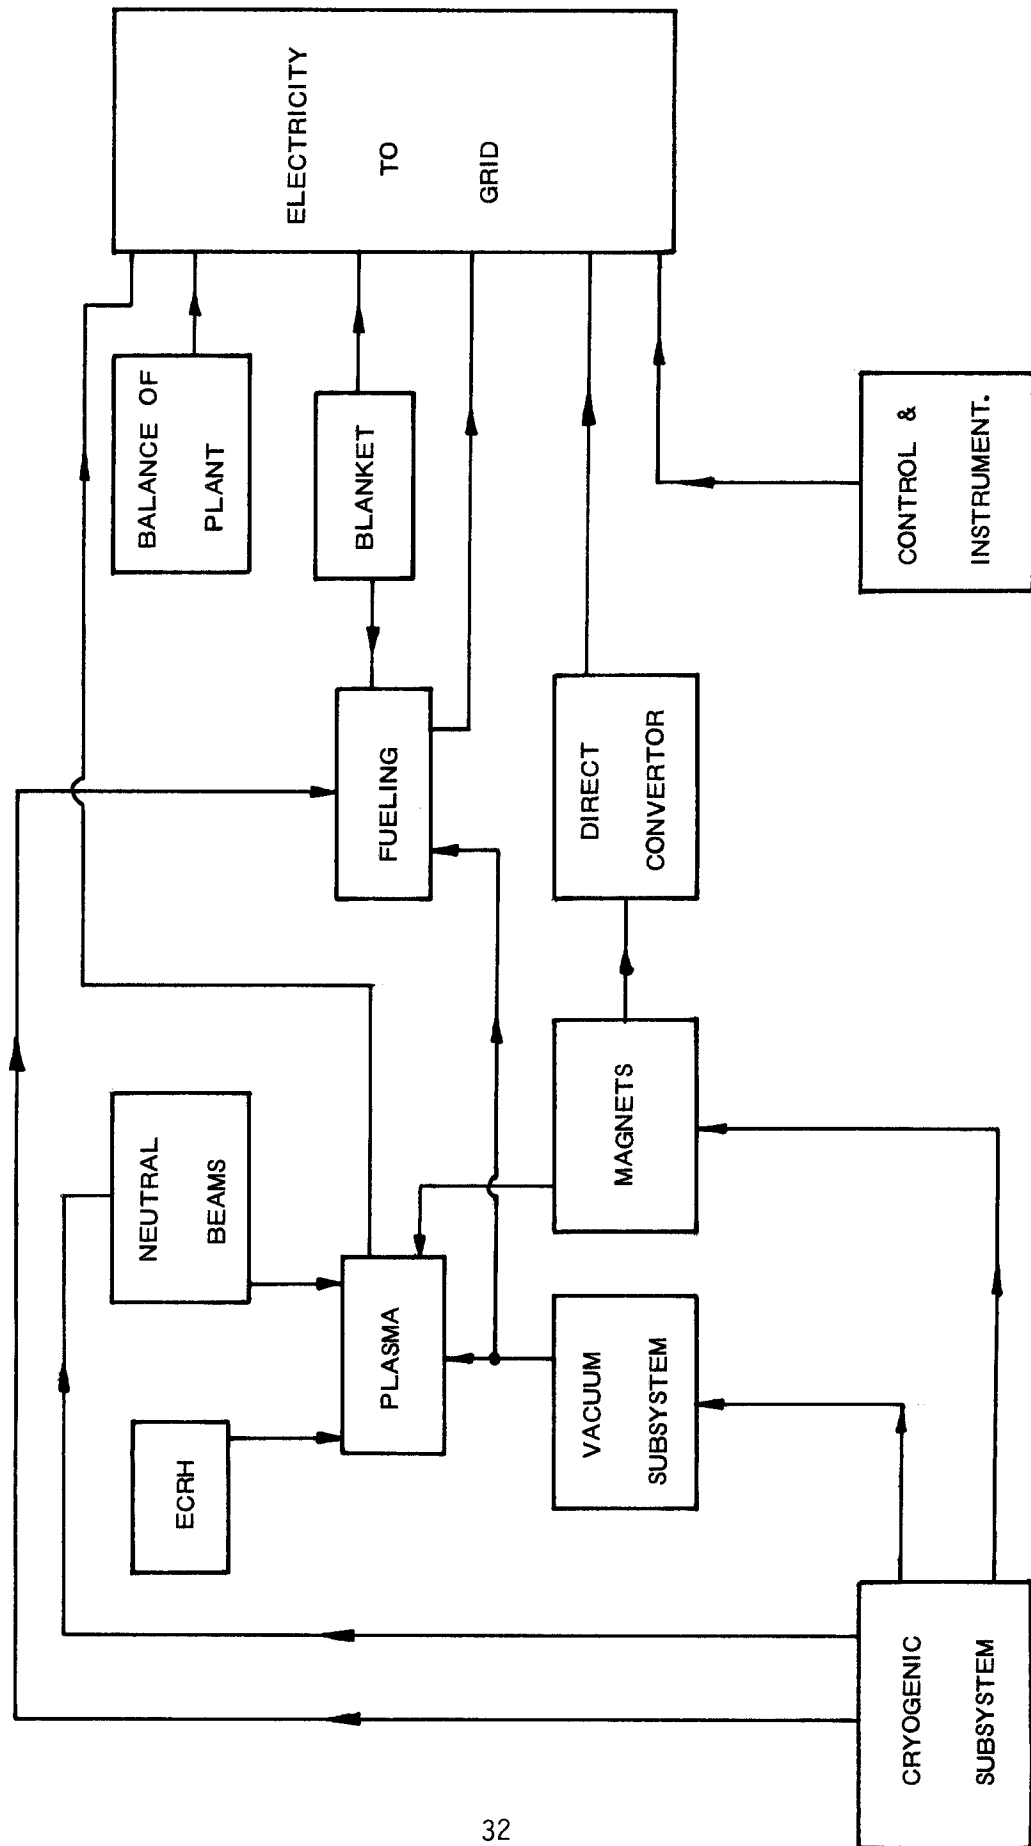 ELECTRICITY
TO
GRID
BALANCE OF
PLANT
BLANKET
FUELING
DIRECT
CONVERTOR
CONTROL &
INSTRUMENT.
NEUTRAL
BEAMS
MAGNETS
PLASMA
ECRH
VACUUM
SUBSYSTEM
CRYOGENIC
SUBSYSTEM
32